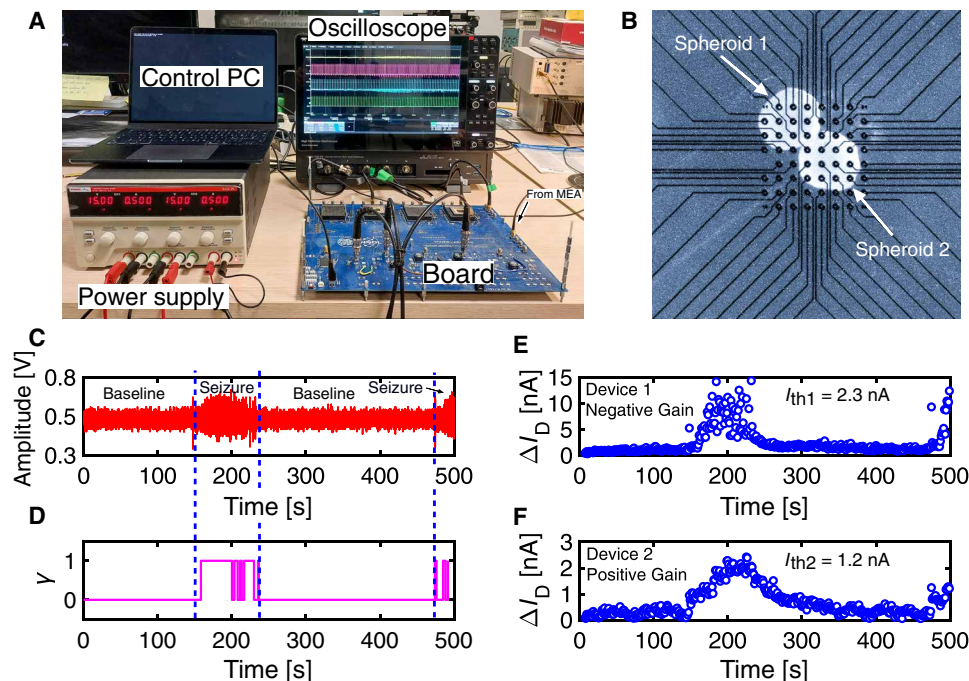 A
Oscilloscope
Control PC
15.00 0.500 15.00 0.500
From MEA
Board
Power supply
B
Spheroid 1
Spheroid 2
C
Amplitude [V]
0.8
0.5
0.3
Baseline
Seizure
Baseline
Seizure
0 100 200 300 400 500
Time [s]
D
γ
1
0
0 100 200 300 400 500
Time [s]
E
ΔI_D [nA]
15
10
5
0
Device 1
Negative Gain
I_th1 = 2.3 nA
0 100 200 300 400 500
Time [s]
F
ΔI_D [nA]
3
2
1
0
Device 2
Positive Gain
I_th2 = 1.2 nA
0 100 200 300 400 500
Time [s]